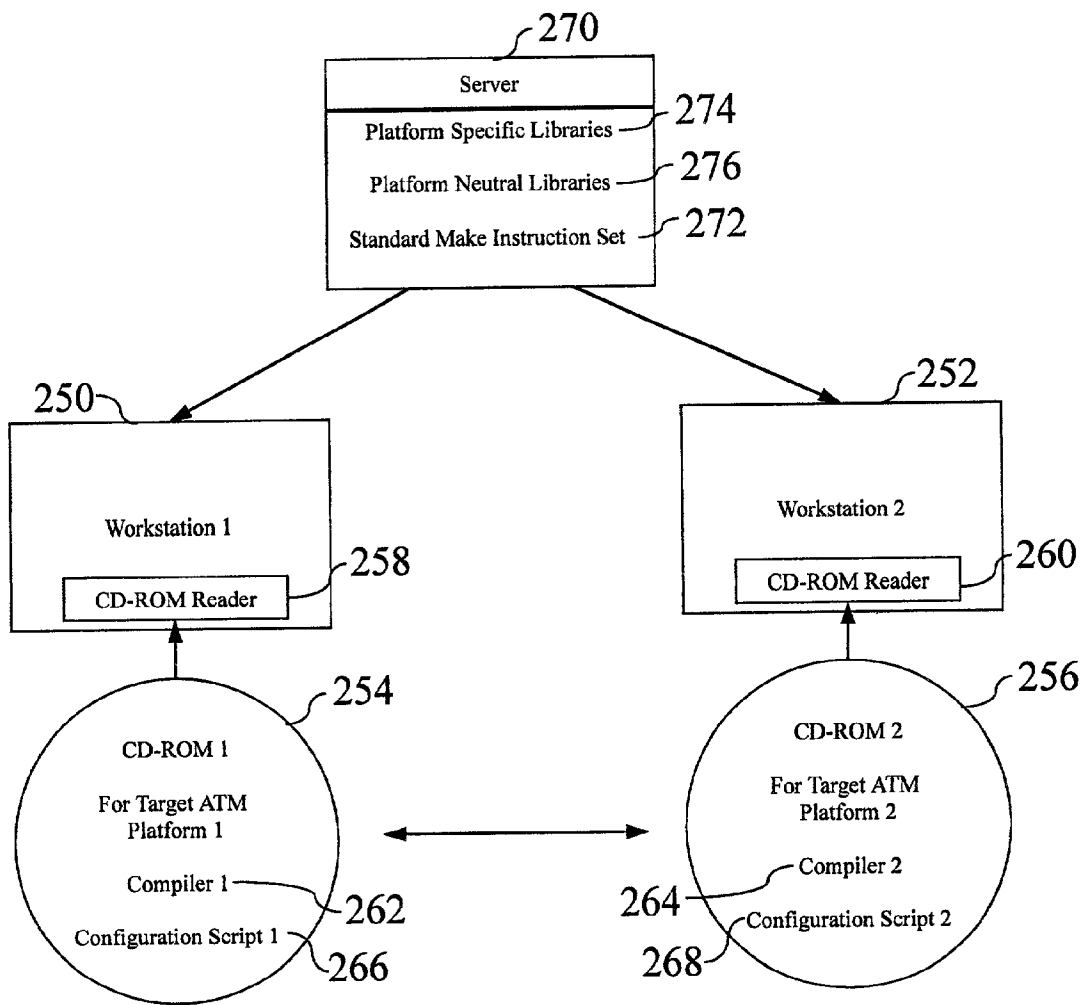 270
Server
Platform Specific Libraries 274
Platform Neutral Libraries 276
Standard Make Instruction Set 272
250
252
Workstation 1
Workstation 2
258
CD-ROM Reader
260
CD-ROM Reader
254
256
CD-ROM 1
For Target ATM
Platform 1
Compiler 1
262
Configuration Script 1
266
CD-ROM 2
For Target ATM
Platform 2
Compiler 2
264
Configuration Script 2
268